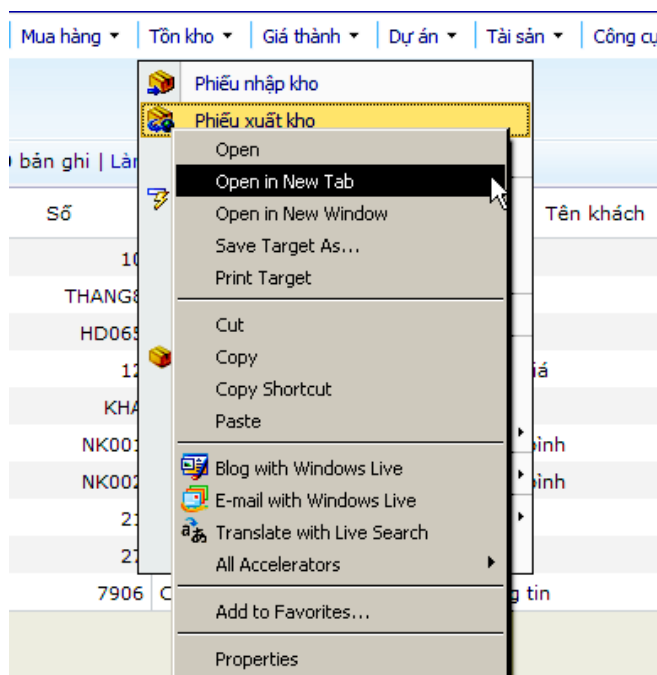 Mua hàng Tồn kho Giá thành Dự án Tài sản Công cụ
Phiếu nhập kho
Phiếu xuất kho
bản ghi |
Số
Tên khách
10
THANG8
HD065
12
KHA
NK001
NK002
21
27
7906
Open
Open in New Tab
Open in New Window
Save Target As...
Print Target
Cut
Copy
Copy Shortcut
Paste
Blog with Windows Live
E-mail with Windows Live
Translate with Live Search
All Accelerators
Add to Favorites...
Properties
iá
bình
bình
g tin